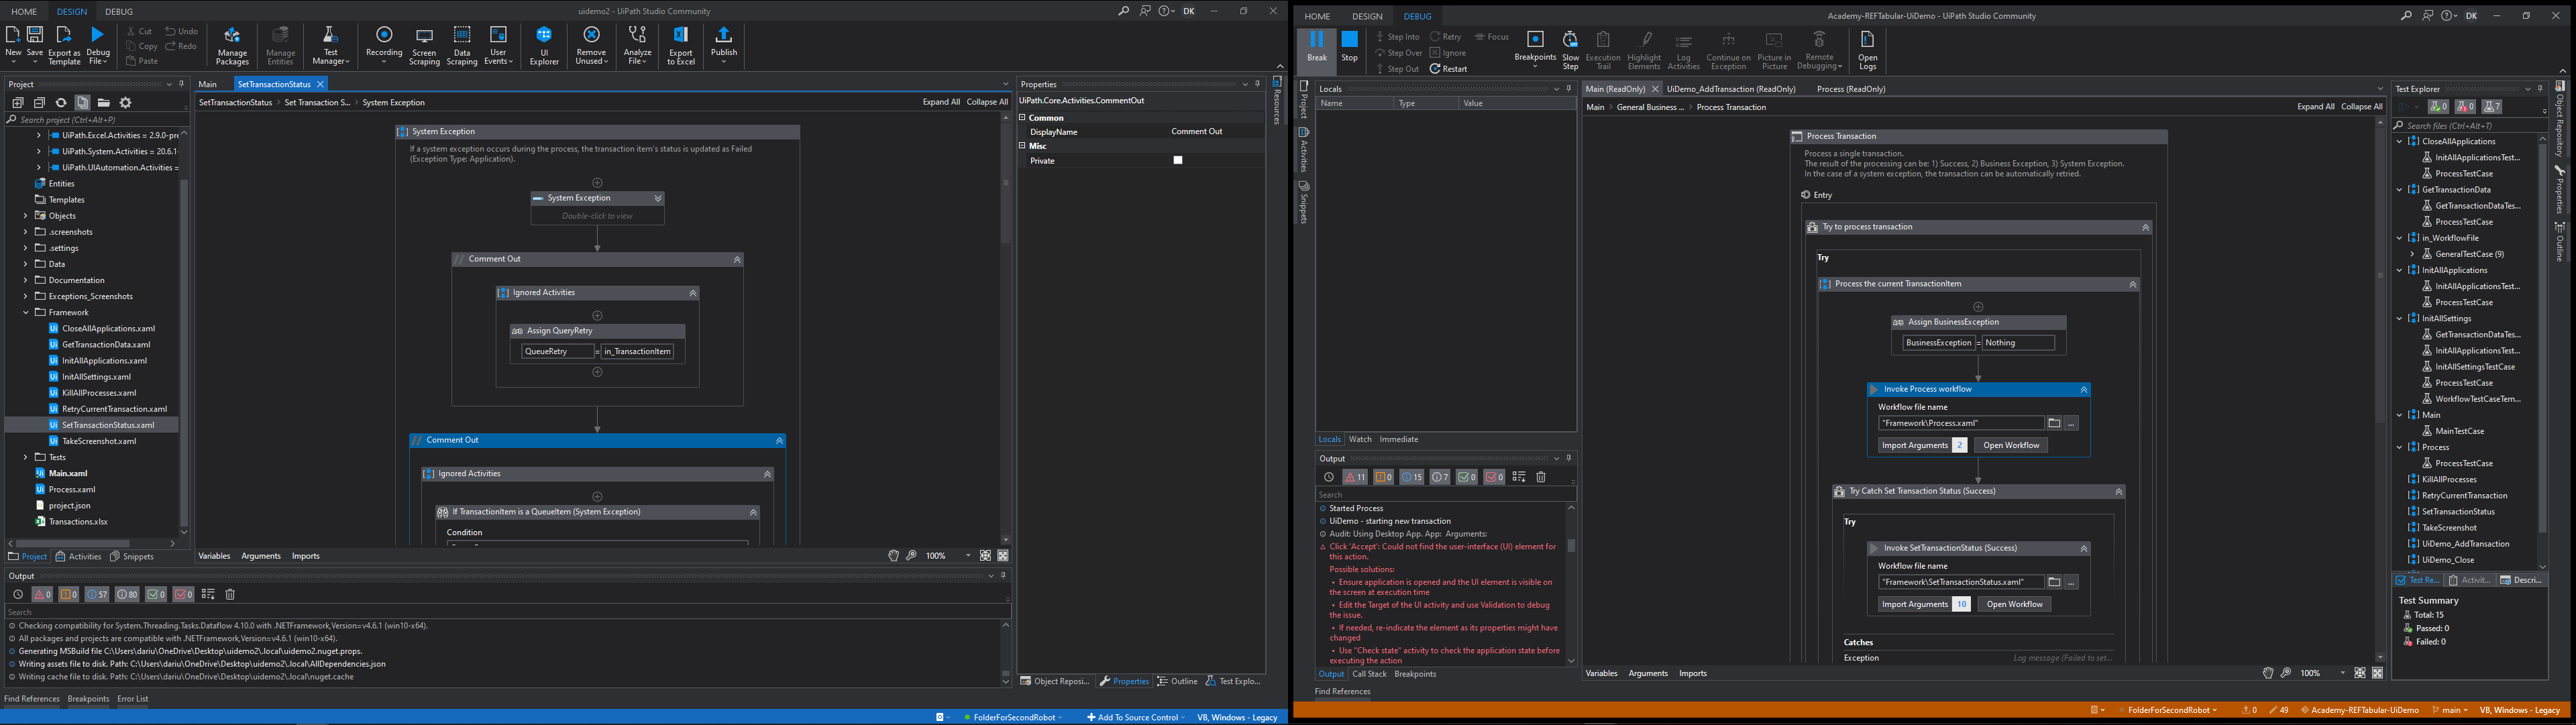 HOME DESIGN DEBUG
uidemo2 - UiPath Studio Community
DK
New
Save
Export as Template
Debug File
Cut
Copy
Paste
Undo
Redo
Manage Packages
Manage Entities
Test Manager
Recording
Screen Scraping
Data Scraping
User Events
UI Explorer
Remove Unused
Analyze File
Export to Excel
Publish
Project
Search project (Ctrl+Alt+P)
UiPath.Excel.Activities = 2.9.0-pre
UiPath.System.Activities = 20.6.1-
UiPath.UIAutomation.Activities =
Entities
Templates
Objects
.screenshots
.settings
Data
Documentation
Exceptions_Screenshots
Framework
CloseAllApplications.xaml
GetTransactionData.xaml
InitAllApplications.xaml
InitAllSettings.xaml
KillAllProcesses.xaml
RetryCurrentTransaction.xaml
SetTransactionStatus.xaml
TakeScreenshot.xaml
Tests
Main.xaml
Process.xaml
project.json
Transactions.xlsx
Project Activities Snippets
Main SetTransactionStatus
SetTransactionStatus > Set Transaction S... > System Exception
Expand All Collapse All
System Exception
If a system exception occurs during the process, the transaction item's status is updated as Failed
(Exception Type: Application).
System Exception
Double-click to view
Comment Out
Ignored Activities
Assign QueryRetry
QueueRetry = in_TransactionItem
Comment Out
Ignored Activities
If TransactionItem is a QueueItem (System Exception)
Condition
Variables Arguments Imports
100%
Properties
UiPath.Core.Activities.CommentOut
Common
DisplayName Comment Out
Misc
Private
Resources
Object Reposi... Properties Outline Test Explo...
Output
0 0 57 80 0 0
Search
Checking compatibility for System.Threading.Tasks.Dataflow 4.10.0 with .NETFramework,Version=v4.6.1 (win10-x64).
All packages and projects are compatible with .NETFramework,Version=v4.6.1 (win10-x64).
Generating MSBuild file C:\Users\dariu\OneDrive\Desktop\uidemo2\.local\uidemo2.nuget.props.
Writing assets file to disk. Path: C:\Users\dariu\OneDrive\Desktop\uidemo2\.local\AllDependencies.json
Writing cache file to disk. Path: C:\Users\dariu\OneDrive\Desktop\uidemo2\.local\nuget.cache
Find References Breakpoints Error List
FolderForSecondRobot
Add To Source Control
VB, Windows - Legacy
HOME DESIGN DEBUG
Academy-REFTabular-UiDemo - UiPath Studio Community
DK
Break
Stop
Step Into
Step Over
Step Out
Retry
Ignore
Restart
Focus
Breakpoints
Slow Step
Execution Trail
Highlight Elements
Log Activities
Continue on Exception
Picture in Picture
Remote Debugging
Open Logs
Project
Activities
Snippets
Locals
Name Type Value
Locals Watch Immediate
Output
11 0 15 7 0 0
Search
Started Process
UiDemo - starting new transaction
Audit: Using Desktop App. App: Arguments:
Click 'Accept': Could not find the user-interface (UI) element for
this action.
Possible solutions:
• Ensure application is opened and the UI element is visible on
the screen at execution time
• Edit the Target of the UI activity and use Validation to debug
the issue.
• If needed, re-indicate the element as its properties might have
changed
• Use "Check state" activity to check the application state before
executing the action
Output Call Stack Breakpoints
Find References
Main (ReadOnly) UiDemo_AddTransaction (ReadOnly) Process (ReadOnly)
Main > General Business ... > Process Transaction
Expand All Collapse All
Process Transaction
Process a single transaction.
The result of the processing can be: 1) Success, 2) Business Exception, 3) System Exception.
In the case of a system exception, the transaction can be automatically retried.
Entry
Try to process transaction
Try
Process the current TransactionItem
Assign BusinessException
BusinessException = Nothing
Invoke Process workflow
Workflow file name
"Framework\Process.xaml" ...
Import Arguments 2 Open Workflow
Try Catch Set Transaction Status (Success)
Try
Invoke SetTransactionStatus (Success)
Workflow file name
"Framework\SetTransactionStatus.xaml" ...
Import Arguments 10 Open Workflow
Catches
Exception Log message (Failed to set...
Variables Arguments Imports
100%
Test Explorer
0 0 7
Search files (Ctrl+Alt+T)
CloseAllApplications
InitAllApplicationsTest...
ProcessTestCase
GetTransactionData
GetTransactionDataTes...
ProcessTestCase
in_WorkflowFile
GeneralTestCase (9)
InitAllApplications
InitAllApplicationsTest...
ProcessTestCase
InitAllSettings
GetTransactionDataTes...
InitAllApplicationsTest...
InitAllSettingsTestCase
ProcessTestCase
WorkflowTestCaseTem...
Main
MainTestCase
Process
ProcessTestCase
KillAllProcesses
RetryCurrentTransaction
SetTransactionStatus
TakeScreenshot
UiDemo_AddTransaction
UiDemo_Close
Test Re... Activit... Descri...
Test Summary
Total: 15
Passed: 0
Failed: 0
Object Repository
Properties
Outline
FolderForSecondRobot
0
49
Academy-REFTabular-UiDemo
main
VB, Windows - Legacy